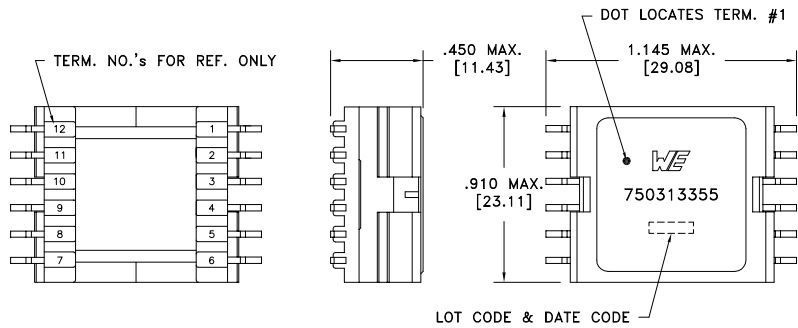 DOT LOCATES TERM. #1
TERM. NO.'s FOR REF. ONLY
.450 MAX.
[11.43]
1.145 MAX.
[29.08]
12 1
11 2
10 3
9 4
8 5
7 6
.910 MAX.
[23.11]
WE
750313355
LOT CODE & DATE CODE